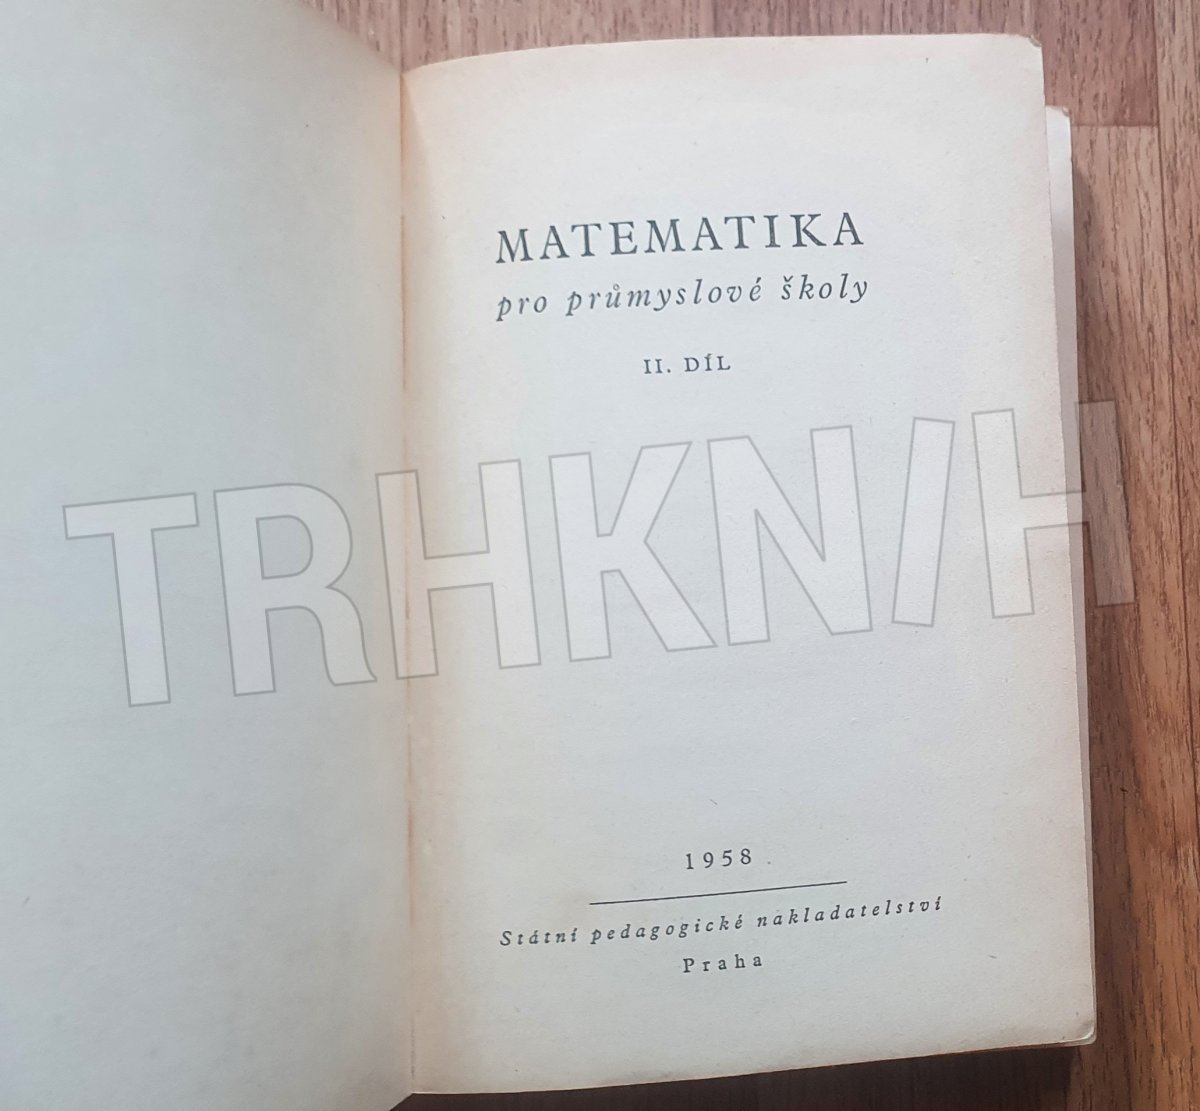 MATEMATIKA
pro průmyslové školy
II. DÍL
TRHKNIH
1958
Státní pedagogické nakladatelství
Praha